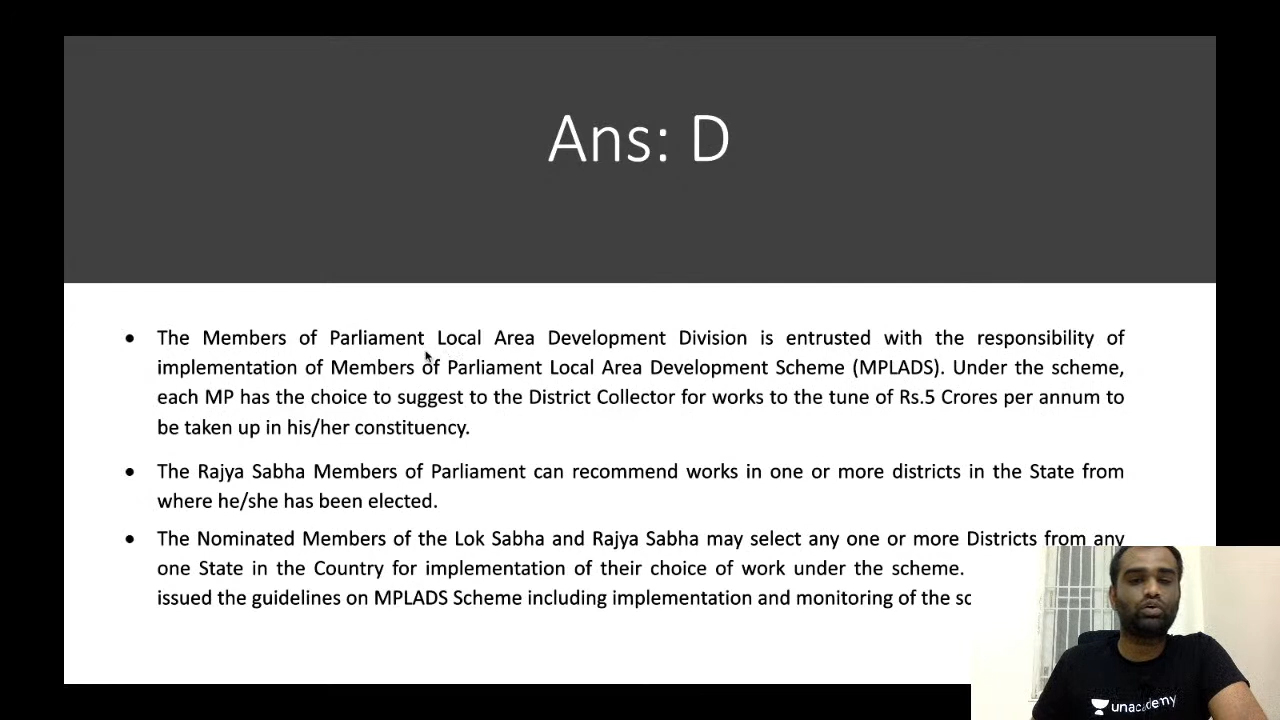 Ans: D
• The Members of Parliament Local Area Development Division is entrusted with the responsibility of
implementation of Members of Parliament Local Area Development Scheme (MPLADS). Under the scheme,
each MP has the choice to suggest to the District Collector for works to the tune of Rs.5 Crores per annum to
be taken up in his/her constituency.
• The Rajya Sabha Members of Parliament can recommend works in one or more districts in the State from
where he/she has been elected.
• The Nominated Members of the Lok Sabha and Rajya Sabha may select any one or more Districts from any
one State in the Country for implementation of their choice of work under the scheme.
issued the guidelines on MPLADS Scheme including implementation and monitoring of the
unacademy